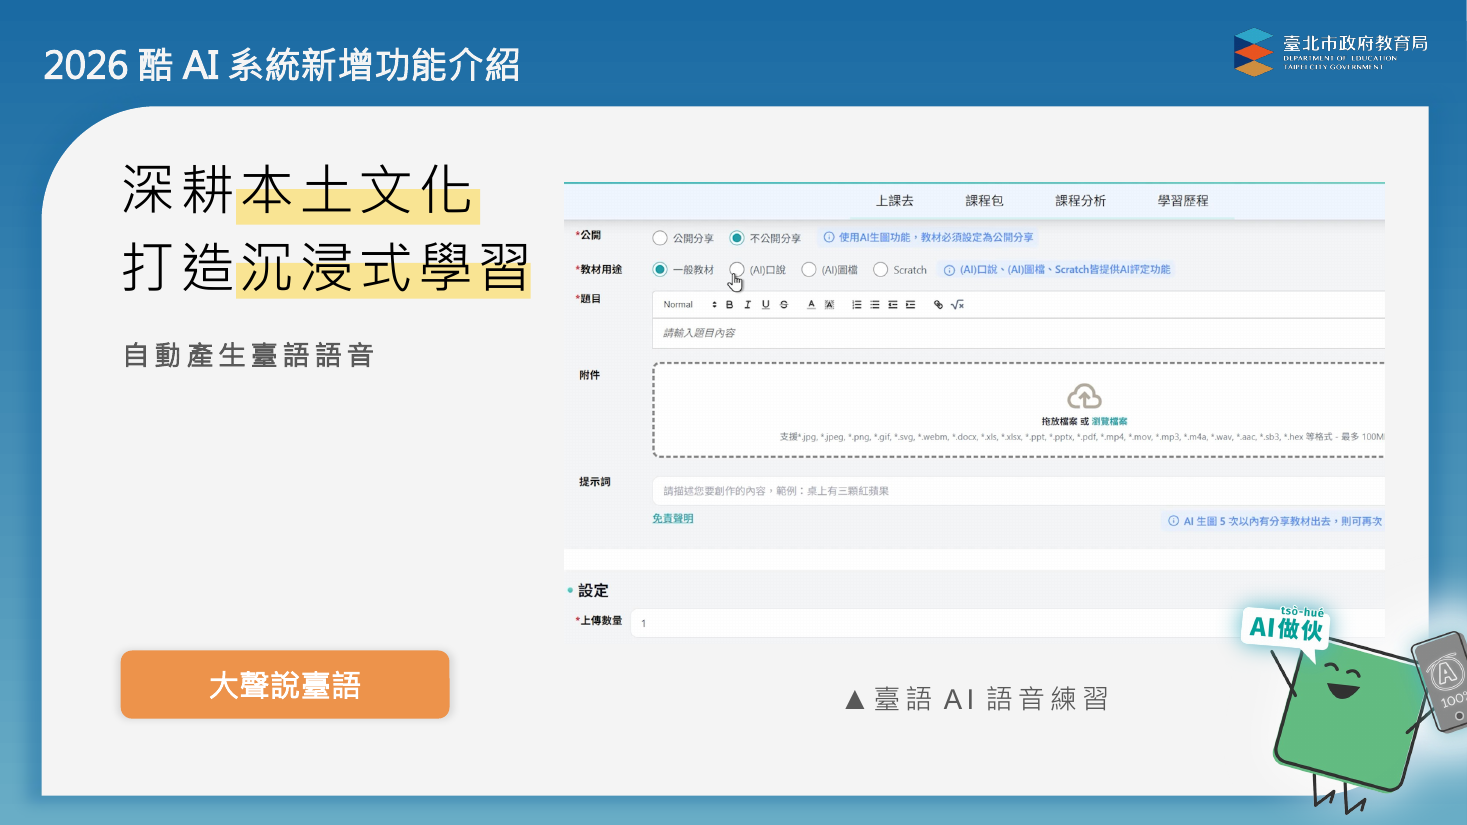 2026 酷 AI 系統新增功能介紹
臺北市政府教育局
DEPARTMENT OF EDUCATION
TAIPEI CITY GOVERNMENT
深耕本土文化
打造沉浸式學習
自動產生臺語語音
大聲說臺語
上課去 課程包 課程分析 學習歷程
*公開 公開分享 不公開分享 使用AI生圖功能，教材必須設定為公開分享
*教材用途 一般教材 (AI)口說 (AI)圖檔 Scratch (AI)口說、(AI)圖檔、Scratch皆提供AI評定功能
*題目 Normal B I U S A A
請輸入題目內容
附件
拖放檔案 或 瀏覽檔案
支援*.jpg, *.jpeg, *.png, *.gif, *.svg, *.webm, *.docx, *.xls, *.xlsx, *.ppt, *.pptx, *.pdf, *.mp4, *.mov, *.mp3, *.m4a, *.wav, *.aac, *.sb3, *.hex 等格式 - 最多 100M
提示詞 請描述您要創作的內容，範例：桌上有三顆紅蘋果
免責聲明 AI 生圖 5 次以內有分享教材出去，則可再次
設定
*上傳數量 1
▲臺語 AI 語音練習
tsò-hué
AI做伙
A
100%